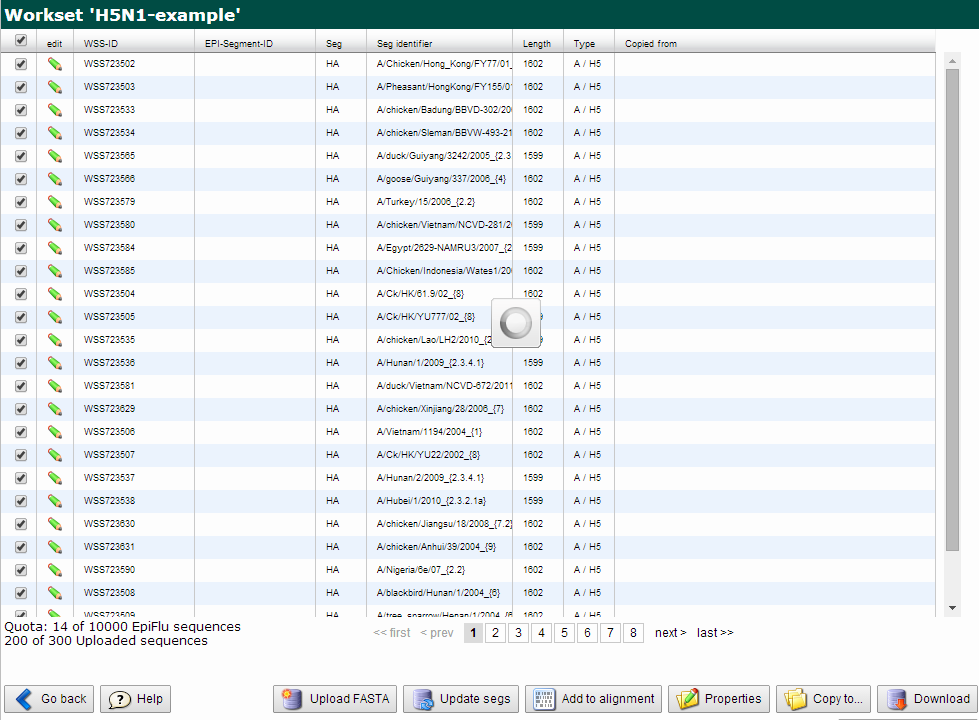 Workset 'H5N1-example'
edit WSS-ID EPI-Segment-ID Seg Seg identifier Length Type Copied from
WSS723502 HA A/Chicken/Hong_Kong/FY77/01_ 1602 A / H5
WSS723503 HA A/Pheasant/HongKong/FY155/01 1602 A / H5
WSS723533 HA A/chicken/Badung/BBVD-302/20 1602 A / H5
WSS723534 HA A/chicken/Sleman/BBVW-493-21 1602 A / H5
WSS723565 HA A/duck/Guiyang/3242/2005_{2.3 1599 A / H5
WSS723566 HA A/goose/Guiyang/337/2006_{4} 1602 A / H5
WSS723579 HA A/Turkey/15/2006_{2.2} 1602 A / H5
WSS723580 HA A/chicken/Vietnam/NCVD-281/2 1599 A / H5
WSS723584 HA A/Egypt/2629-NAMRU3/2007_{2 1599 A / H5
WSS723585 HA A/Chicken/Indonesia/Wates1/20 1602 A / H5
WSS723504 HA A/Ck/HK/61.9/02_{8} 1602 A / H5
WSS723505 HA A/Ck/HK/YU777/02_{8} A / H5
WSS723535 HA A/chicken/Lao/LH2/2010_{2 A / H5
WSS723536 HA A/Hunan/1/2009_{2.3.4.1} 1599 A / H5
WSS723581 HA A/duck/Vietnam/NCVD-672/2011 1602 A / H5
WSS723629 HA A/chicken/Xinjiang/28/2006_{7} 1602 A / H5
WSS723506 HA A/Vietnam/1194/2004_{1} 1602 A / H5
WSS723507 HA A/Ck/HK/YU22/2002_{8} 1602 A / H5
WSS723537 HA A/Hunan/2/2009_{2.3.4.1} 1599 A / H5
WSS723538 HA A/Hubei/1/2010_{2.3.2.1a} 1599 A / H5
WSS723630 HA A/chicken/Jiangsu/18/2008_{7.2} 1602 A / H5
WSS723631 HA A/chicken/Anhui/39/2004_{9} 1602 A / H5
WSS723590 HA A/Nigeria/6e/07_{2.2} 1602 A / H5
WSS723508 HA A/blackbird/Hunan/1/2004_{6} 1602 A / H5
WSS723509 HA A/tree_sparrow/Henan/1/2004_{6 1602 A / H5
Quota: 14 of 10000 EpiFlu sequences
200 of 300 Uploaded sequences
<< first < prev 1 2 3 4 5 6 7 8 next > last >>
Go back ? Help Upload FASTA Update segs Add to alignment Properties Copy to... Download